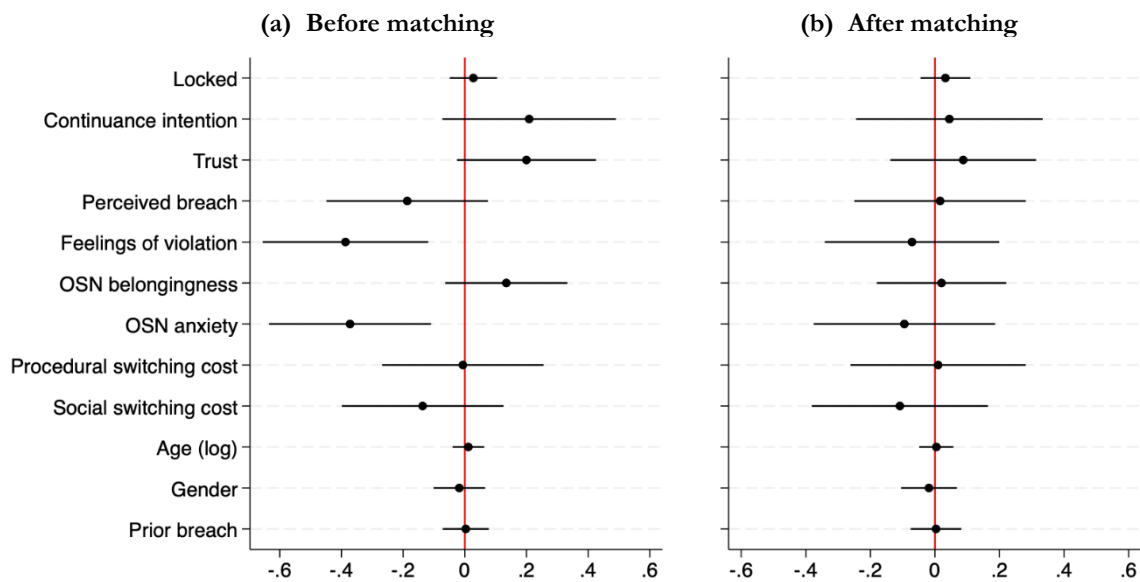 (a) Before matching
(b) After matching
Locked
Continuance intention
Trust
Perceived breach
Feelings of violation
OSN belongingness
OSN anxiety
Procedural switching cost
Social switching cost
Age (log)
Gender
Prior breach
-.6 -.4 -.2 0 .2 .4 .6
-.6 -.4 -.2 0 .2 .4 .6